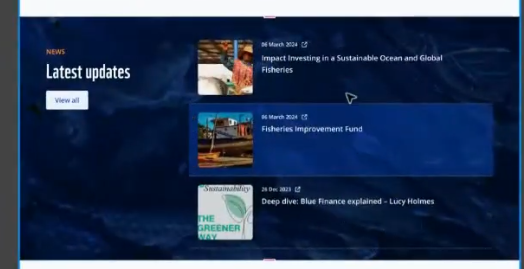 NEWS
Latest updates
View all
06 March 2024
Impact Investing in a Sustainable Ocean and Global
Fisheries
06 March 2024
Fisheries Improvement Fund
28 Dec 2023
Deep dive: Blue Finance explained – Lucy Holmes
Sustainability
THE
GREENER
WAY